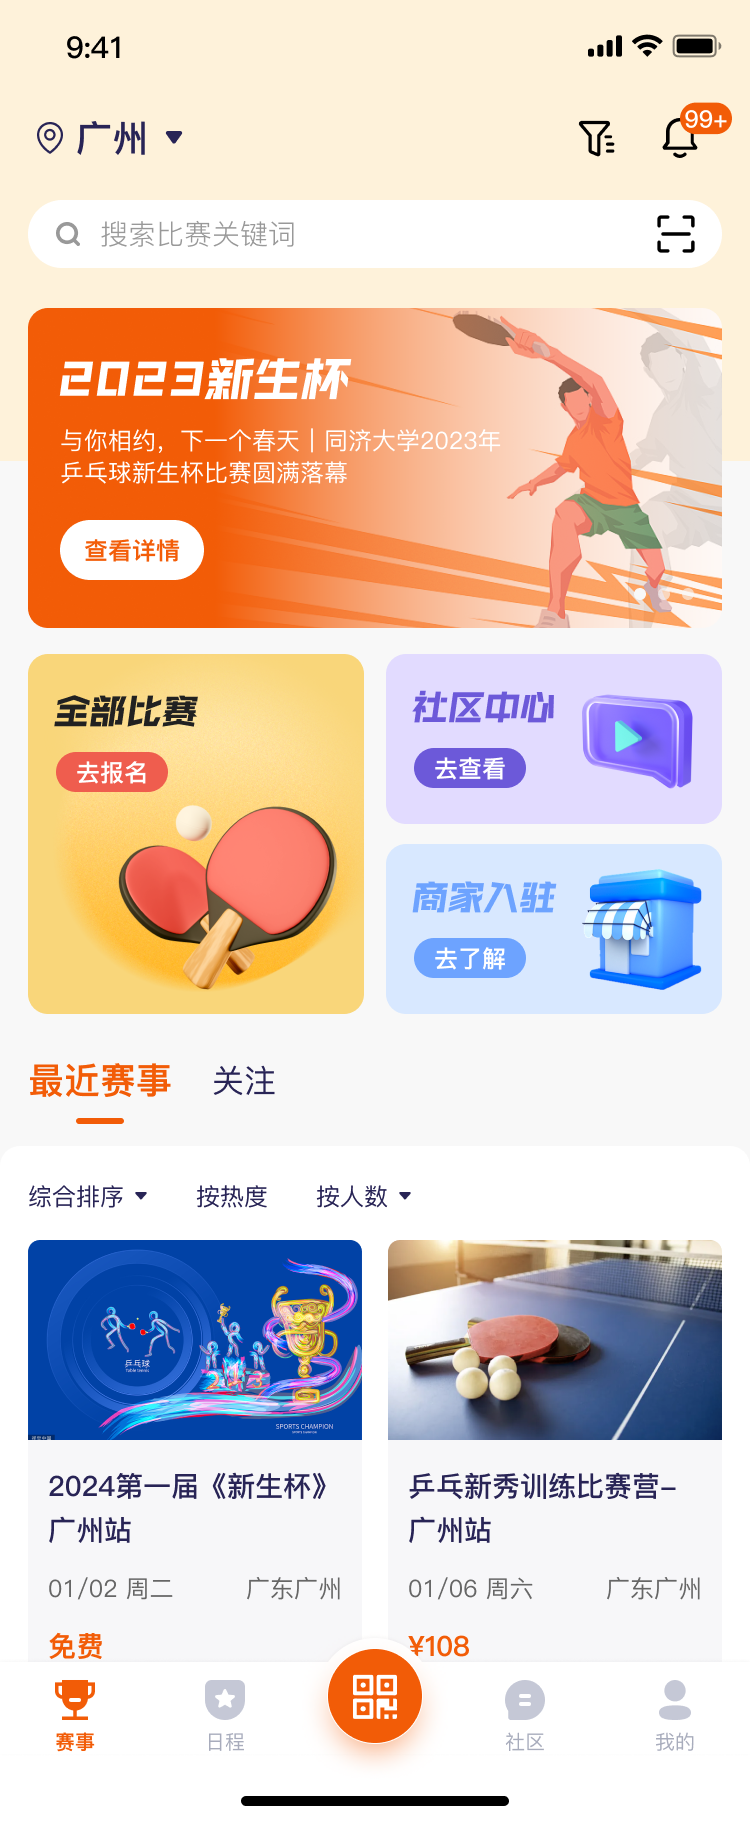 9:41
广州
99+
搜索比赛关键词
2023新生杯
与你相约，下一个春天｜同济大学2023年
乒乓球新生杯比赛圆满落幕
查看详情
全部比赛
去报名
社区中心
去查看
商家入驻
去了解
最近赛事 关注
综合排序 按热度 按人数
乒乓球
Table tennis
SPORTS CHAMPION
SPORTS CHAMPION
2024第一届《新生杯》
广州站
01/02 周二 广东广州
免费
乒乓新秀训练比赛营-
广州站
01/06 周六 广东广州
¥108
赛事 日程 社区 我的